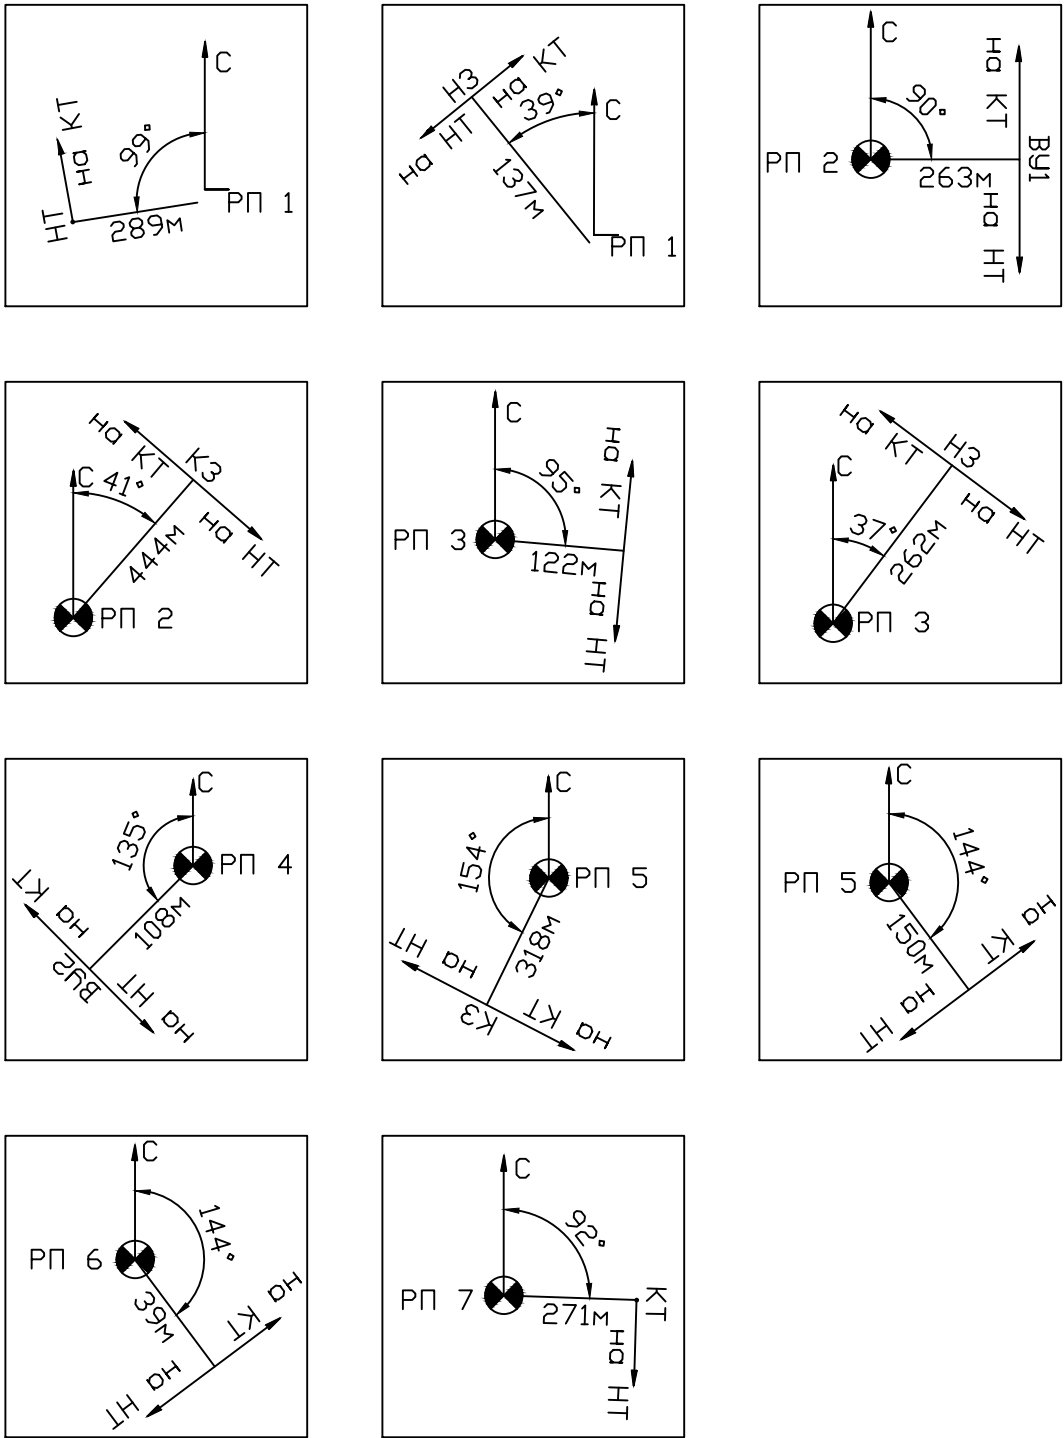 С
на КТ
99°
РП 1
НТ
289м
НЗ
на КТ
39°
С
на НТ
137м
РП 1
С
на КТ
90°
РП 2
ВУ1
263м
на НТ
на КТ
КЗ
С
41°
на НТ
444м
РП 2
С
на КТ
95°
РП 3
122м
на НТ
на КТ
НЗ
С
на НТ
37°
262м
РП 3
С
135°
РП 4
на КТ
108м
ВУ2
на НТ
С
154°
РП 5
на НТ
318м
КЗ
на КТ
С
144°
РП 5
на КТ
150м
на НТ
С
144°
РП 6
на КТ
39м
на НТ
С
92°
РП 7
КТ
271м
на НТ